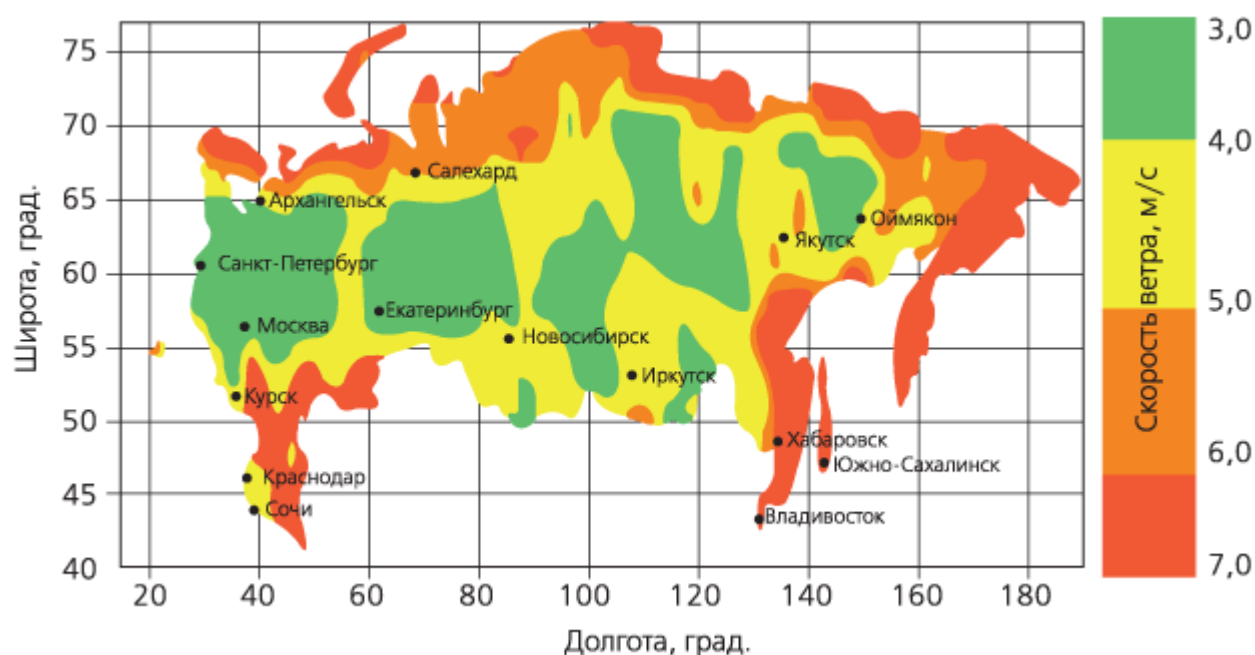 Широта, град.
75
70
65
60
55
50
45
40
Салехард
Архангельск
Оймякон
Якутск
Санкт-Петербург
Екатеринбург
Москва
Новосибирск
Иркутск
Курск
Хабаровск
Южно-Сахалинск
Краснодар
Сочи
Владивосток
20 40 60 80 100 120 140 160 180
Долгота, град.
Скорость ветра, м/с
3,0
4,0
5,0
6,0
7,0